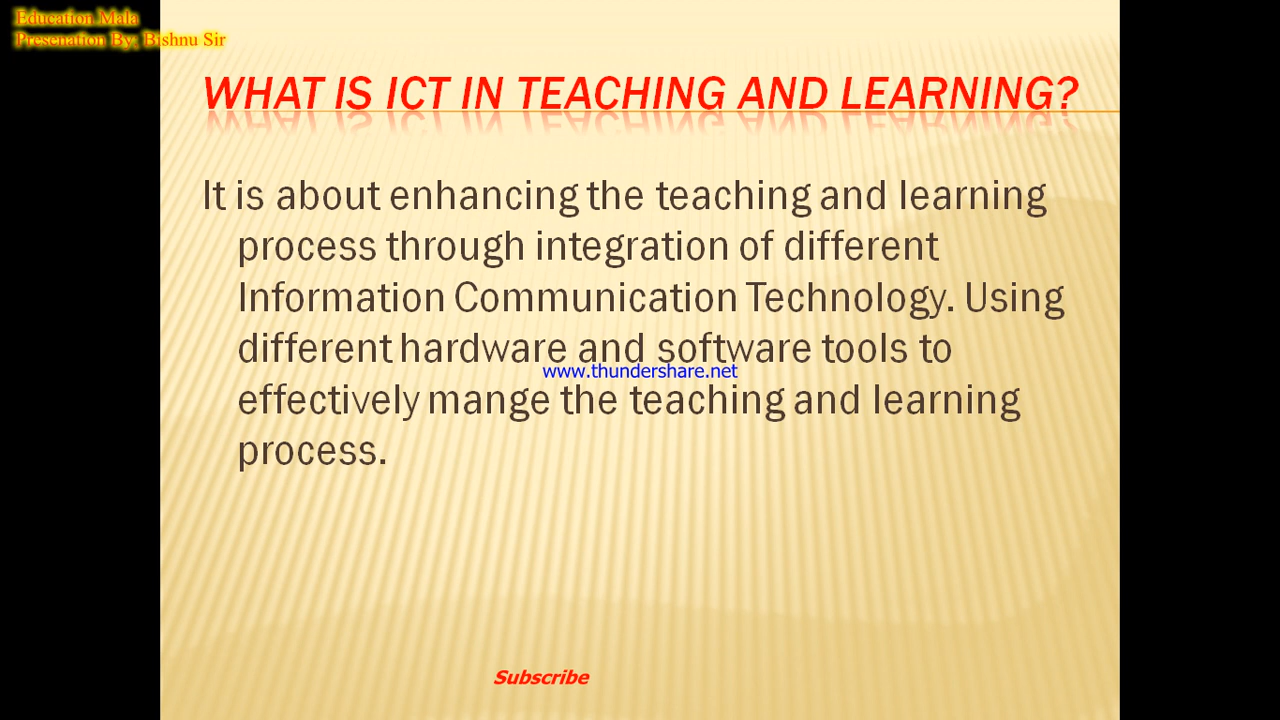 Education Mala
Presenation By; Bishnu Sir
WHAT IS ICT IN TEACHING AND LEARNING?
It is about enhancing the teaching and learning
process through integration of different
Information Communication Technology. Using
different hardware and software tools to
www.thundershare.net
effectively mange the teaching and learning
process.
Subscribe